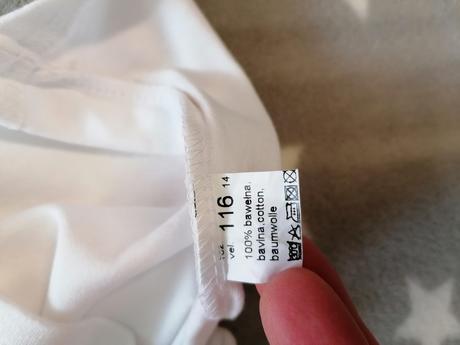 vel. 116 14
100% bawełna,
bavlna,cotton,
baumwolle